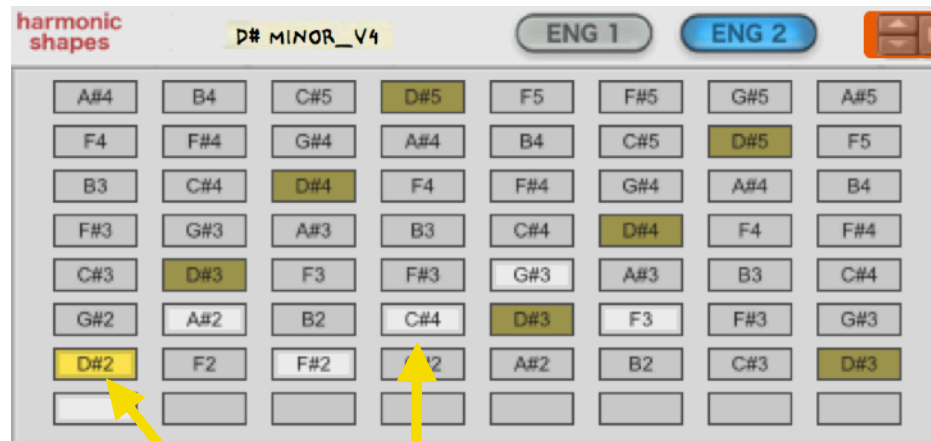 harmonic
shapes
D# MINOR_V4
ENG 1
ENG 2
A#4 B4 C#5 D#5 F5 F#5 G#5 A#5
F4 F#4 G#4 A#4 B4 C#5 D#5 F5
B3 C#4 D#4 F4 F#4 G#4 A#4 B4
F#3 G#3 A#3 B3 C#4 D#4 F4 F#4
C#3 D#3 F3 F#3 G#3 A#3 B3 C#4
G#2 A#2 B2 C#4 D#3 F3 F#3 G#3
D#2 F2 F#2 A#2 B2 C#3 D#3